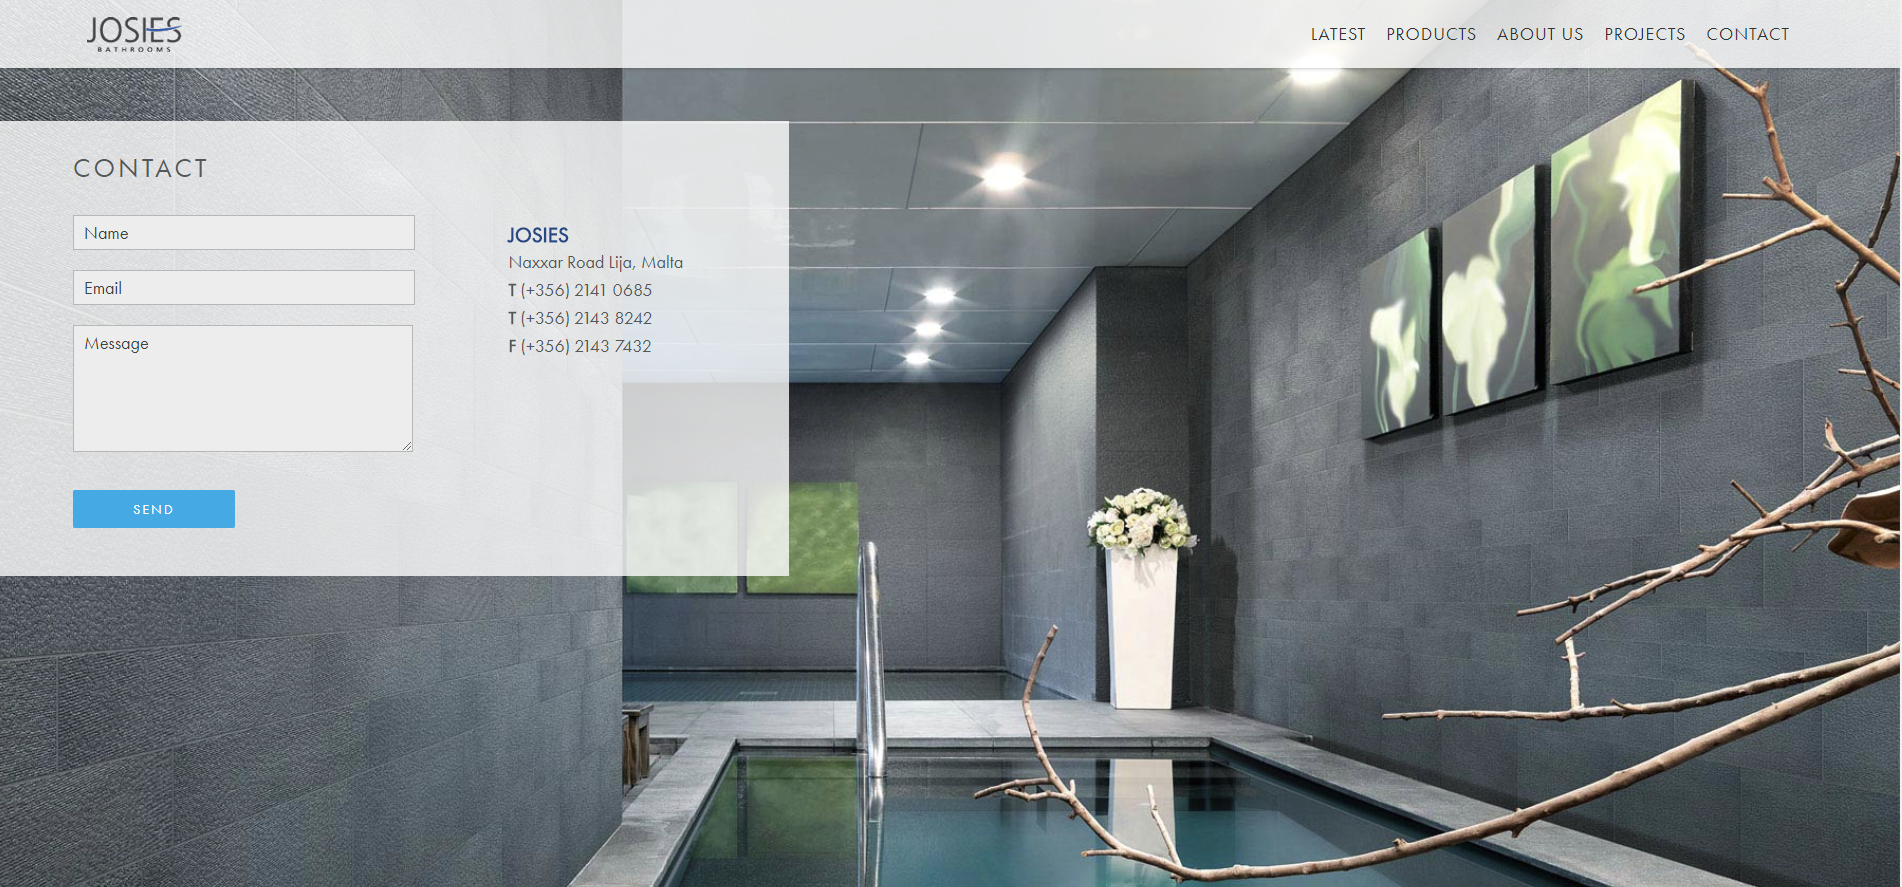 JOSIES
BATHROOMS
LATEST PRODUCTS ABOUT US PROJECTS CONTACT
CONTACT
Name
Email
Message
SEND
JOSIES
Naxxar Road Lija, Malta
T (+356) 2141 0685
T (+356) 2143 8242
F (+356) 2143 7432